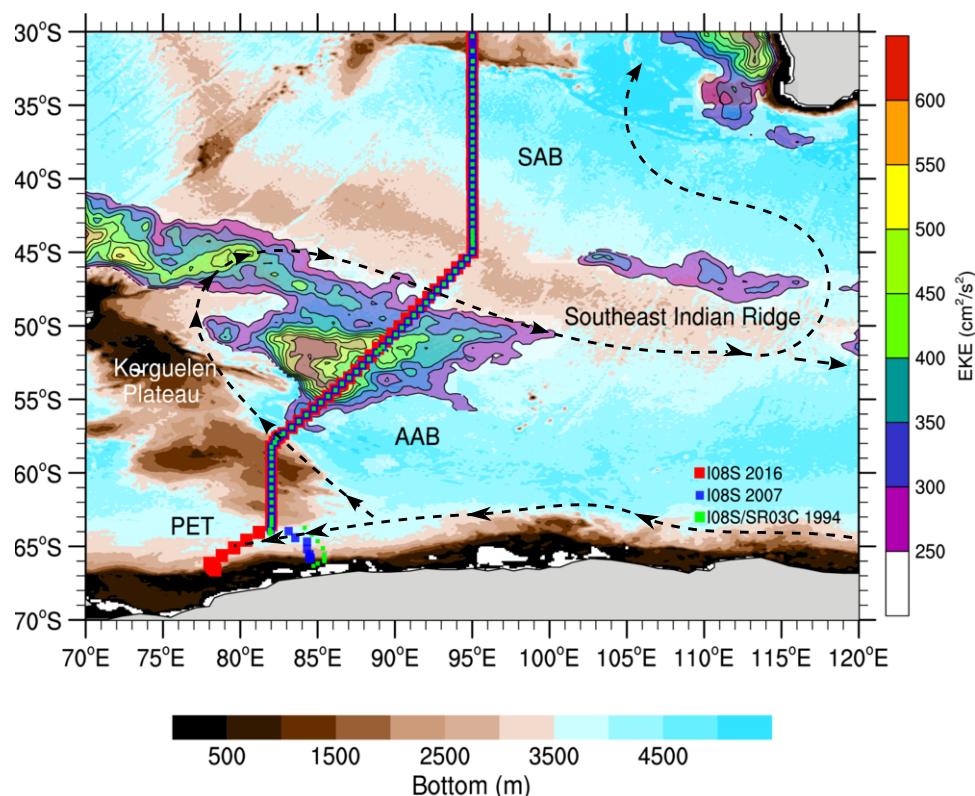 30°S
35°S
40°S
45°S
50°S
55°S
60°S
65°S
70°S
70°E
75°E
80°E
85°E
90°E
95°E
100°E
105°E
110°E
115°E
120°E
SAB
Southeast Indian Ridge
Kerguelen
Plateau
AAB
PET
I08S 2016
I08S 2007
I08S/SR03C 1994
600
550
500
450
400
350
300
250
EKE (cm²/s²)
500
1500
2500
3500
4500
Bottom (m)